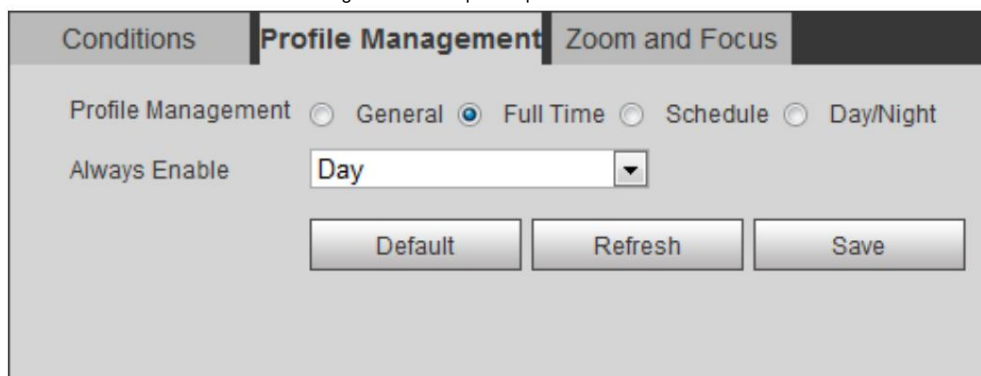 Conditions Profile Management Zoom and Focus
Profile Management General Full Time Schedule Day/Night
Always Enable Day
Default Refresh Save